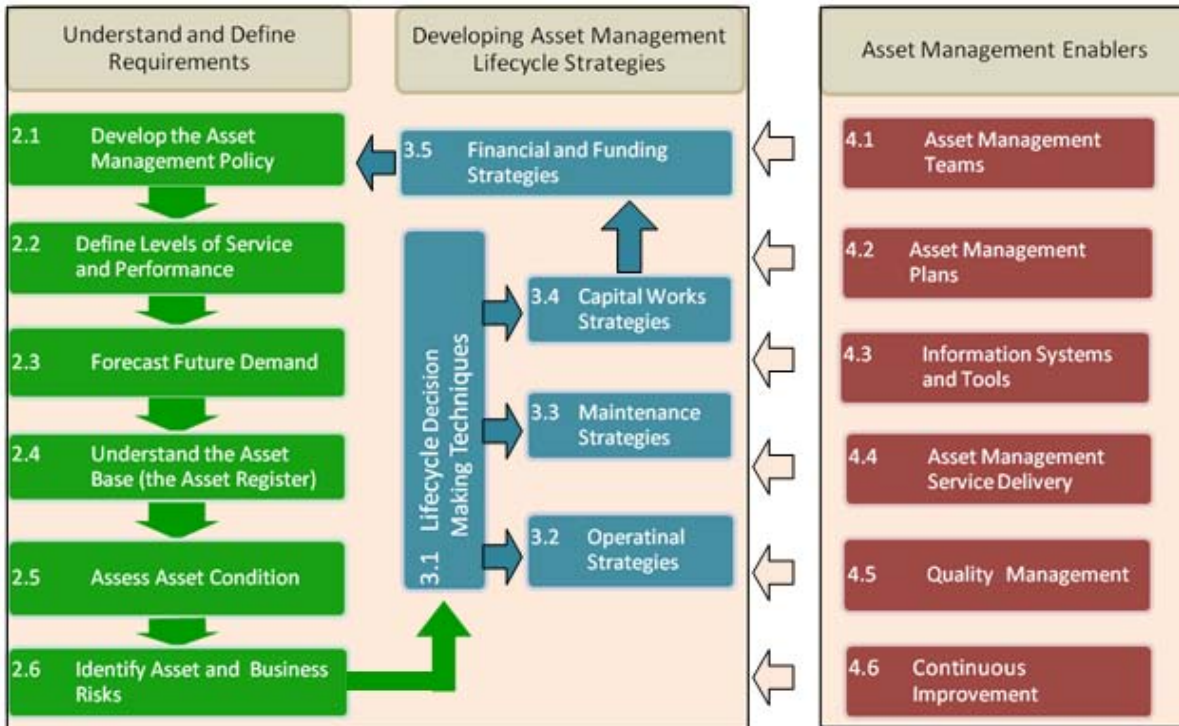 Understand and Define
Requirements
2.1 Develop the Asset
Management Policy
2.2 Define Levels of Service
and Performance
2.3 Forecast Future Demand
2.4 Understand the Asset
Base (the Asset Register)
2.5 Assess Asset Condition
2.6 Identify Asset and Business
Risks
Developing Asset Management
Lifecycle Strategies
3.5 Financial and Funding
Strategies
3.1 Lifecycle Decision
Making Techniques
3.4 Capital Works
Strategies
3.3 Maintenance
Strategies
3.2 Operatinal
Strategies
Asset Management Enablers
4.1 Asset Management
Teams
4.2 Asset Management
Plans
4.3 Information Systems
and Tools
4.4 Asset Management
Service Delivery
4.5 Quality Management
4.6 Continuous
Improvement